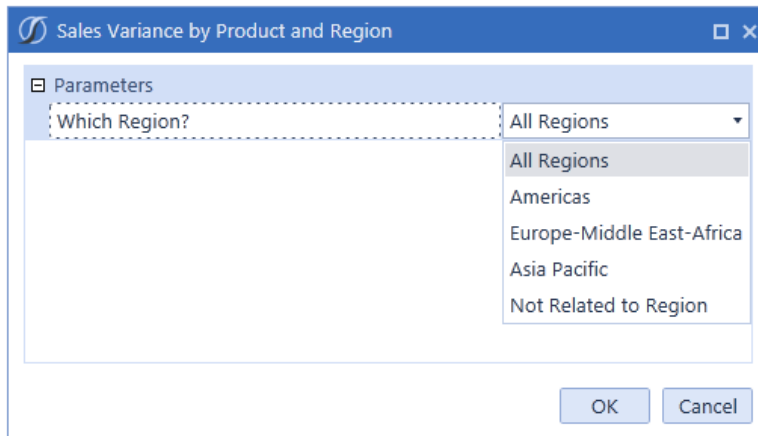 Sales Variance by Product and Region
Parameters
Which Region? All Regions
All Regions
Americas
Europe-Middle East-Africa
Asia Pacific
Not Related to Region
OK Cancel